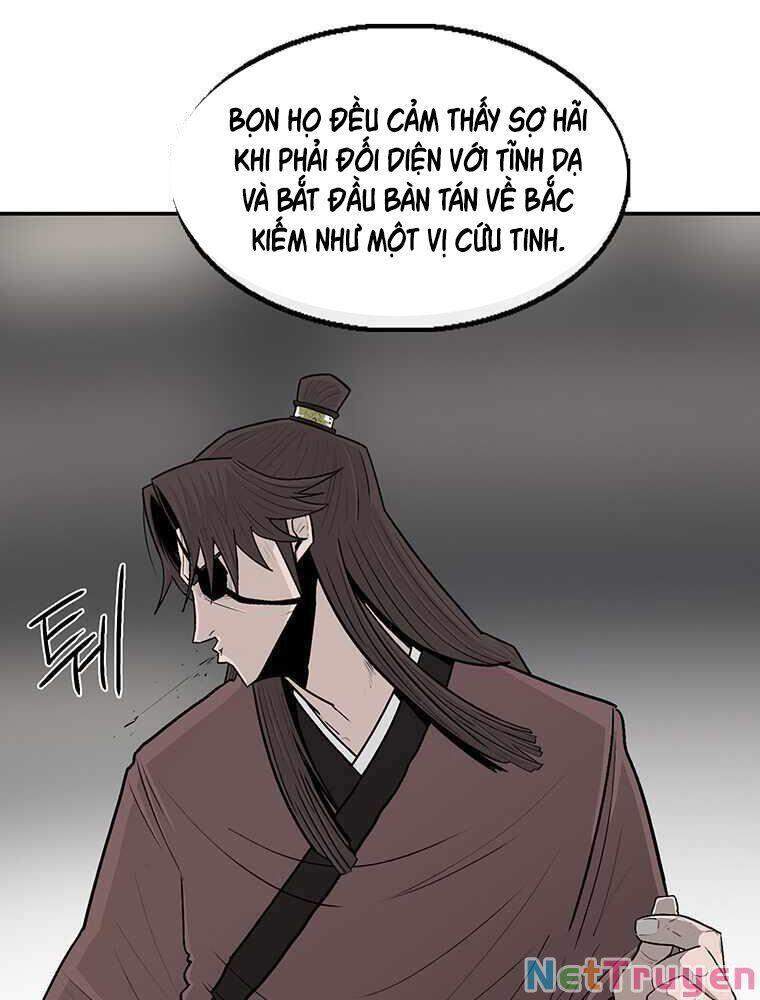 BỌN HỌ ĐỀU CẢM THẤY SỢ HÃI
KHI PHẢI ĐỐI DIỆN VỚI TĨNH DẠ
VÀ BẮT ĐẦU BÀN TÁN VỀ BẮC
KIẾM NHƯ MỘT VỊ CỨU TINH.
퉤
NetTruyen